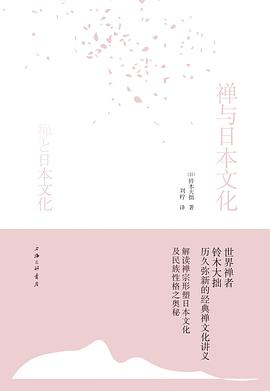 禅与日本文化
禅と日本文化
〔日〕铃木大拙 著
刘柠 译
世界禅者
铃木大拙
历久弥新的经典禅文化讲义
解读禅宗形塑日本文化
及民族性格之奥秘
上海三联书店